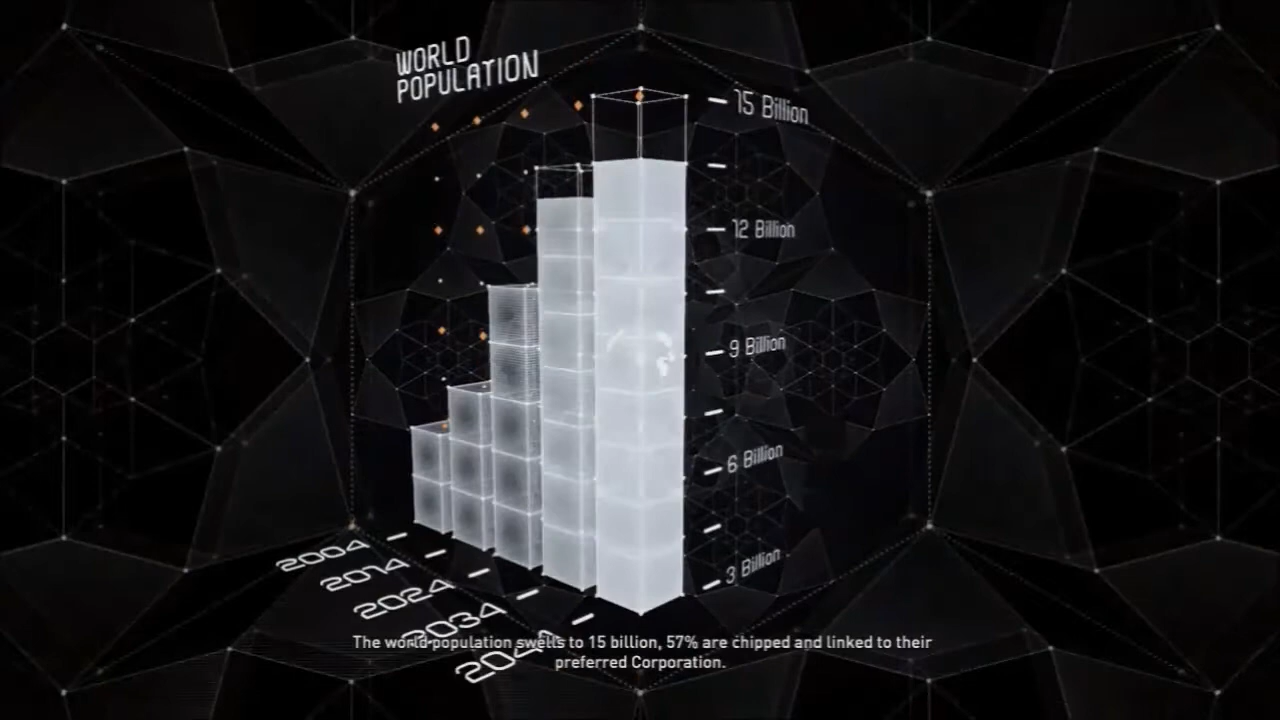 WORLD
POPULATION
15 Billion
12 Billion
9 Billion
6 Billion
3 Billion
2004
2014
2024
2034
The world population swells to 15 billion, 57% are chipped and linked to their
preferred Corporation.